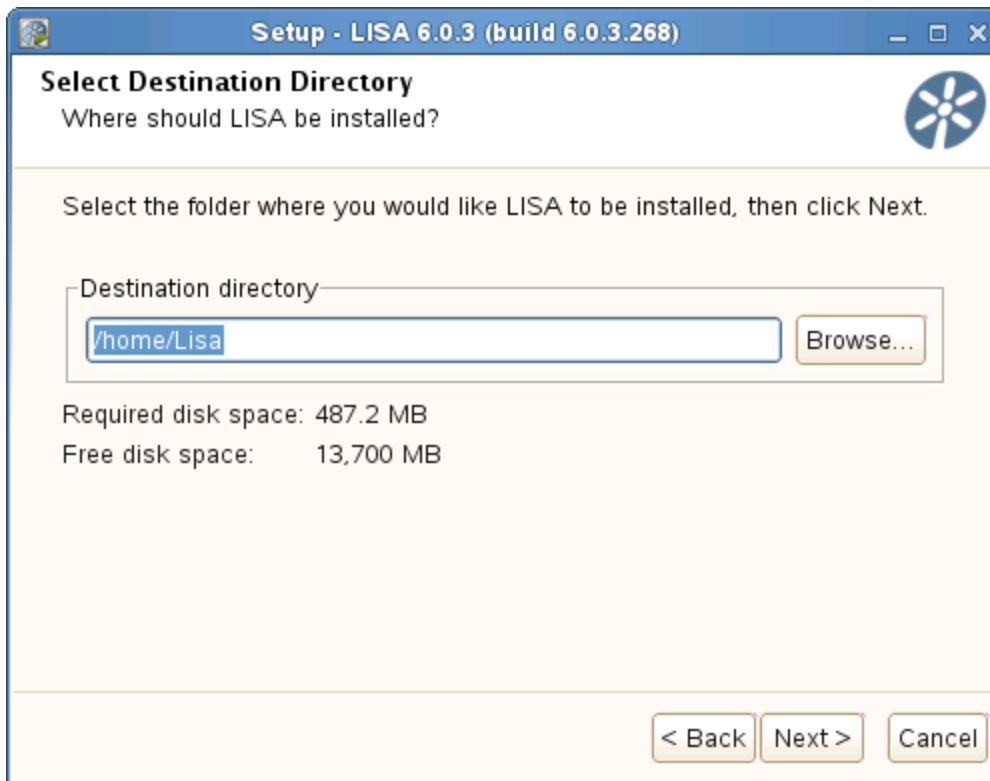 Setup - LISA 6.0.3 (build 6.0.3.268)
Select Destination Directory
Where should LISA be installed?
Select the folder where you would like LISA to be installed, then click Next.
Destination directory
/home/Lisa Browse...
Required disk space: 487.2 MB
Free disk space: 13,700 MB
< Back Next > Cancel